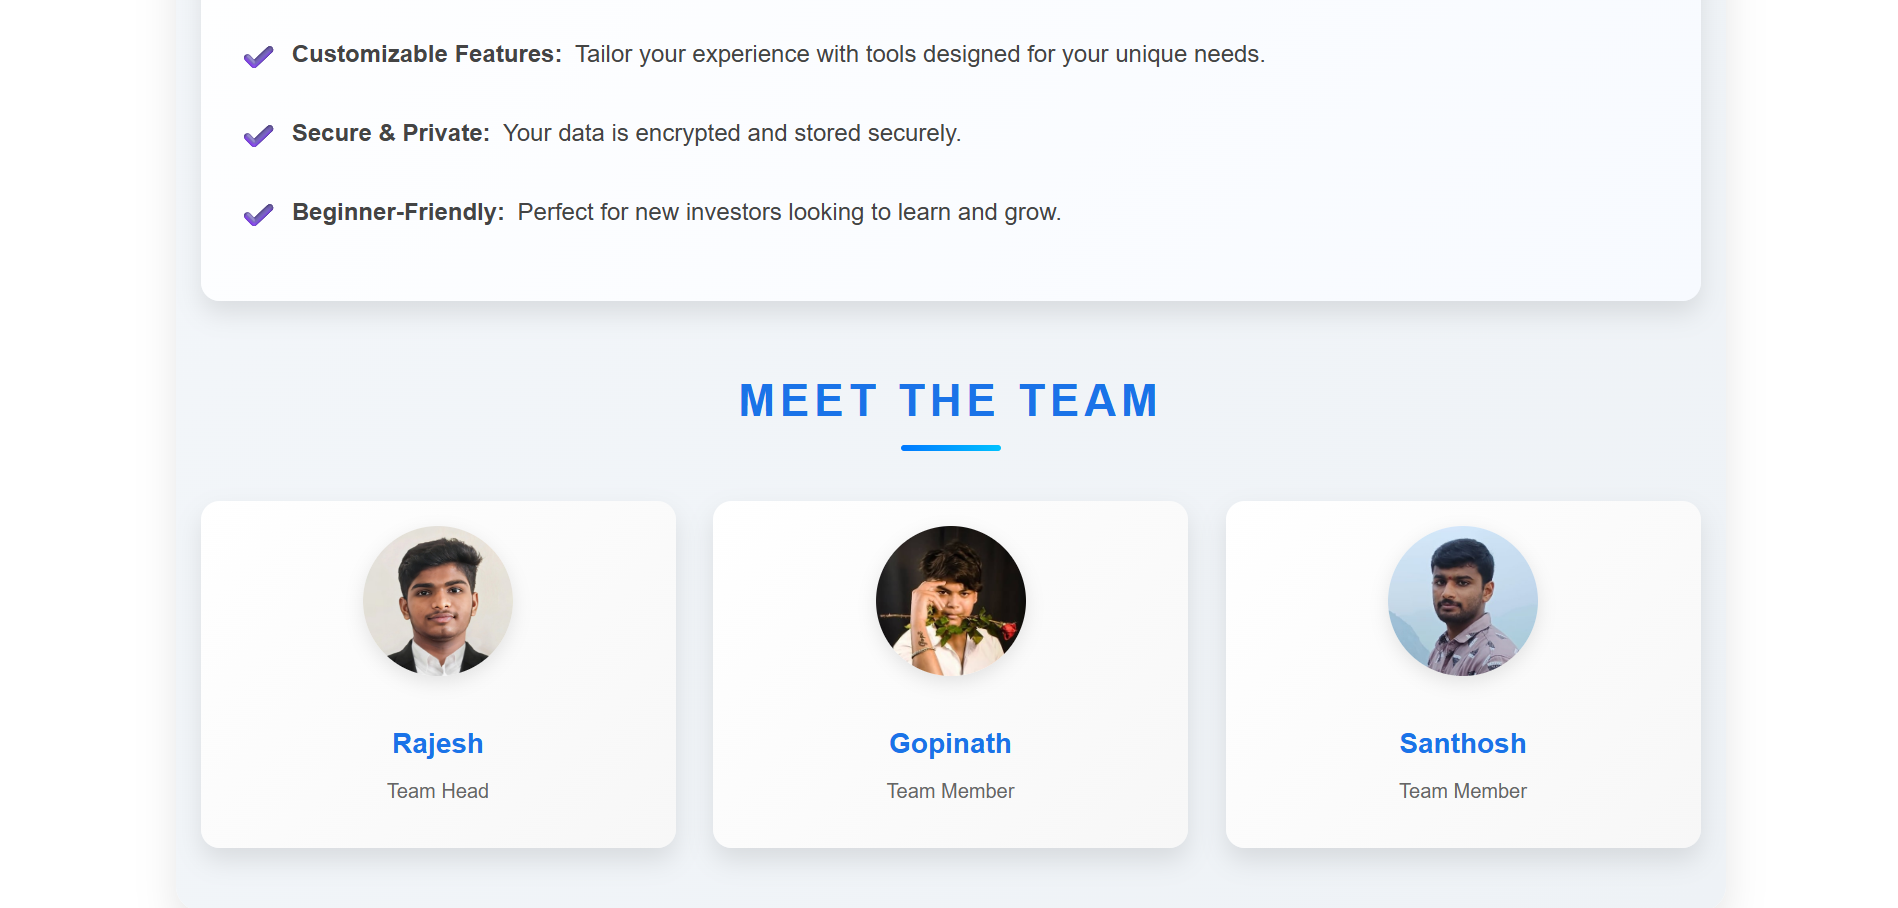 Customizable Features: Tailor your experience with tools designed for your unique needs.
Secure & Private: Your data is encrypted and stored securely.
Beginner-Friendly: Perfect for new investors looking to learn and grow.
MEET THE TEAM
Rajesh
Team Head
Gopinath
Team Member
Santhosh
Team Member